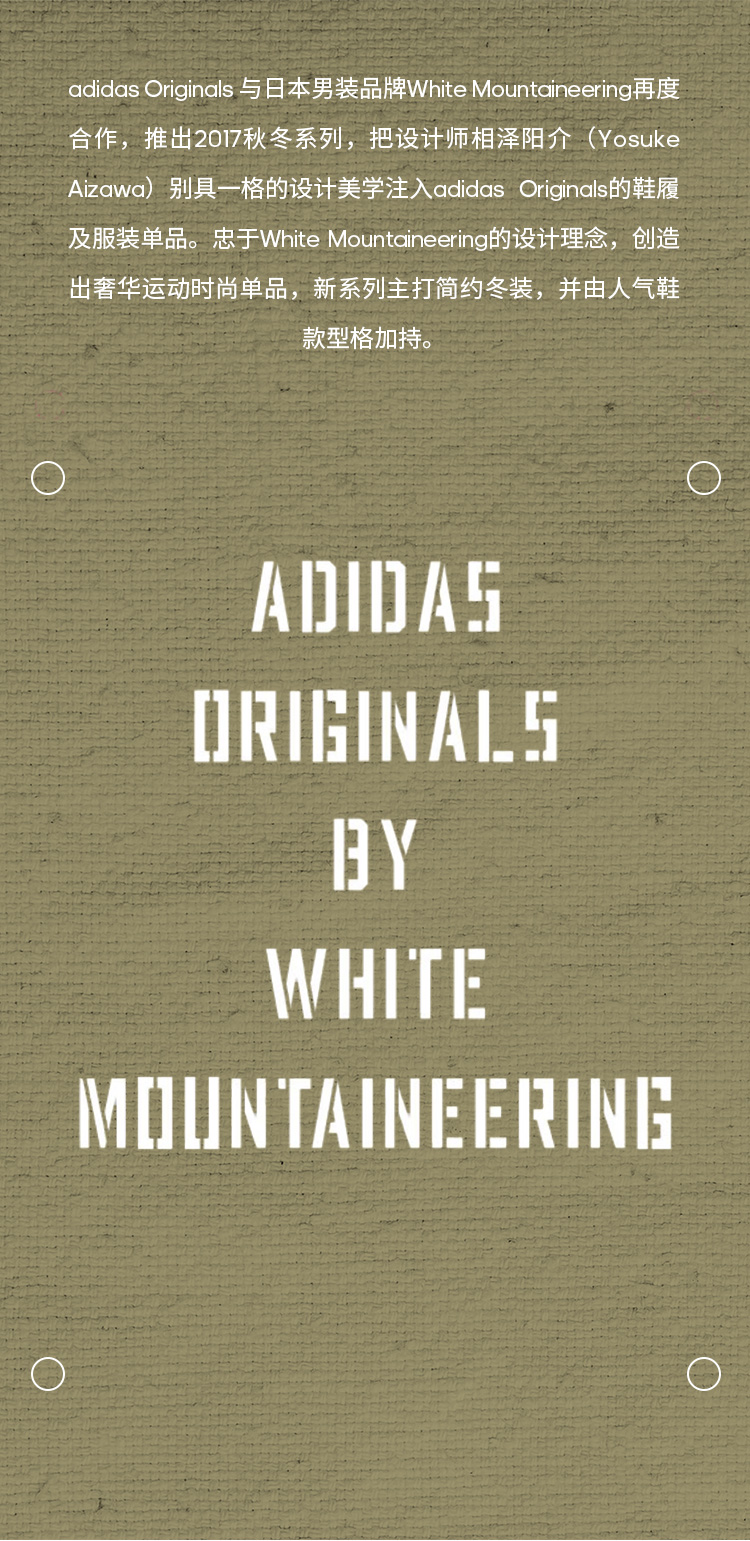 adidas Originals 与日本男装品牌White Mountaineering再度
合作，推出2017秋冬系列，把设计师相泽阳介（Yosuke
Aizawa）别具一格的设计美学注入adidas Originals的鞋履
及服装单品。忠于White Mountaineering的设计理念，创造
出奢华运动时尚单品，新系列主打简约冬装，并由人气鞋
款型格加持。
ADIDAS
ORIGINALS
BY
WHITE
MOUNTAINEERING